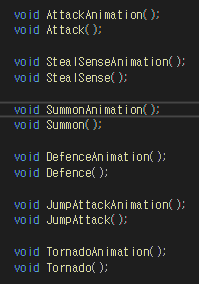 void AttackAnimation();
void Attack();
void StealSenseAnimation();
void StealSense();
void SummonAnimation();
void Summon();
void DefenceAnimation();
void Defence();
void JumpAttackAnimation();
void JumpAttack();
void TornadoAnimation();
void Tornado();